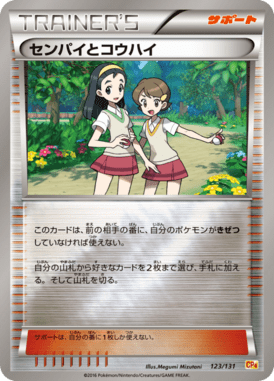 TRAINER'S サポート
センパイとコウハイ
このカードは、前の相手の番に、自分のポケモンがきぜつ
していなければ使えない。
自分の山札から好きなカードを2枚まで選び、手札に加え
る。そして山札を切る。
サポートは、自分の番に1枚しか使えない。
Illus.Megumi Mizutani 123/131 CP4
©2016 Pokémon/Nintendo/Creatures/GAME FREAK.